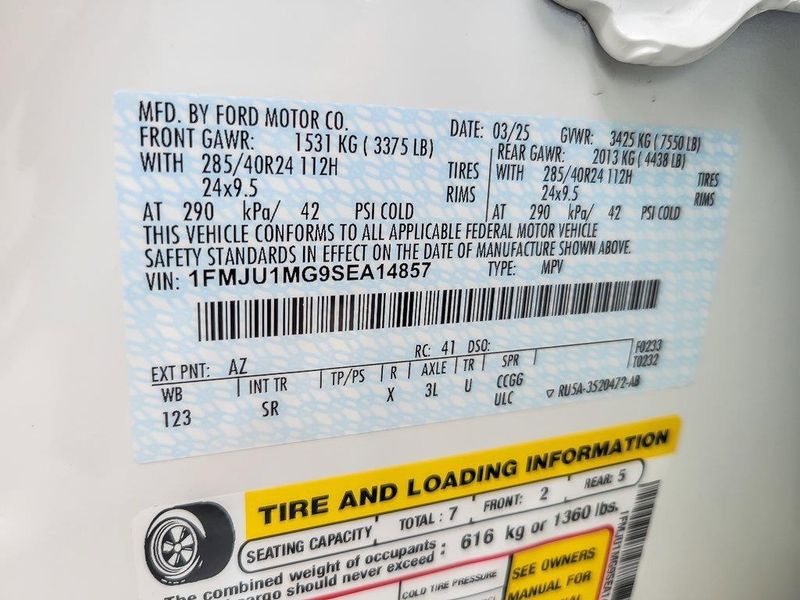 MFD. BY FORD MOTOR CO. DATE: 03/25 GVWR: 3425 KG ( 7550 LB)
FRONT GAWR: 1531 KG ( 3375 LB) REAR GAWR: 2013 KG ( 4438 LB)
WITH 285/40R24 112H TIRES WITH 285/40R24 112H TIRES
24x9.5 RIMS 24x9.5 RIMS
AT 290 kPa/ 42 PSI COLD AT 290 kPa/ 42 PSI COLD
THIS VEHICLE CONFORMS TO ALL APPLICABLE FEDERAL MOTOR VEHICLE
SAFETY STANDARDS IN EFFECT ON THE DATE OF MANUFACTURE SHOWN ABOVE.
VIN: 1FMJU1MG9SEA14857 TYPE: MPV
EXT PNT: AZ RC: 41 DSO: F0233
T0232
WB INT TR TP/PS R AXLE TR SPR
123 SR X 3L U CCGG
ULC ▽ RU5A-3520472-AB
TIRE AND LOADING INFORMATION
SEATING CAPACITY TOTAL : 7 FRONT: 2 REAR: 5
The combined weight of occupants
cargo should never exceed : 616 kg or 1360 lbs.
COLD TIRE PRESSURE
SEE OWNERS
MANUAL FOR